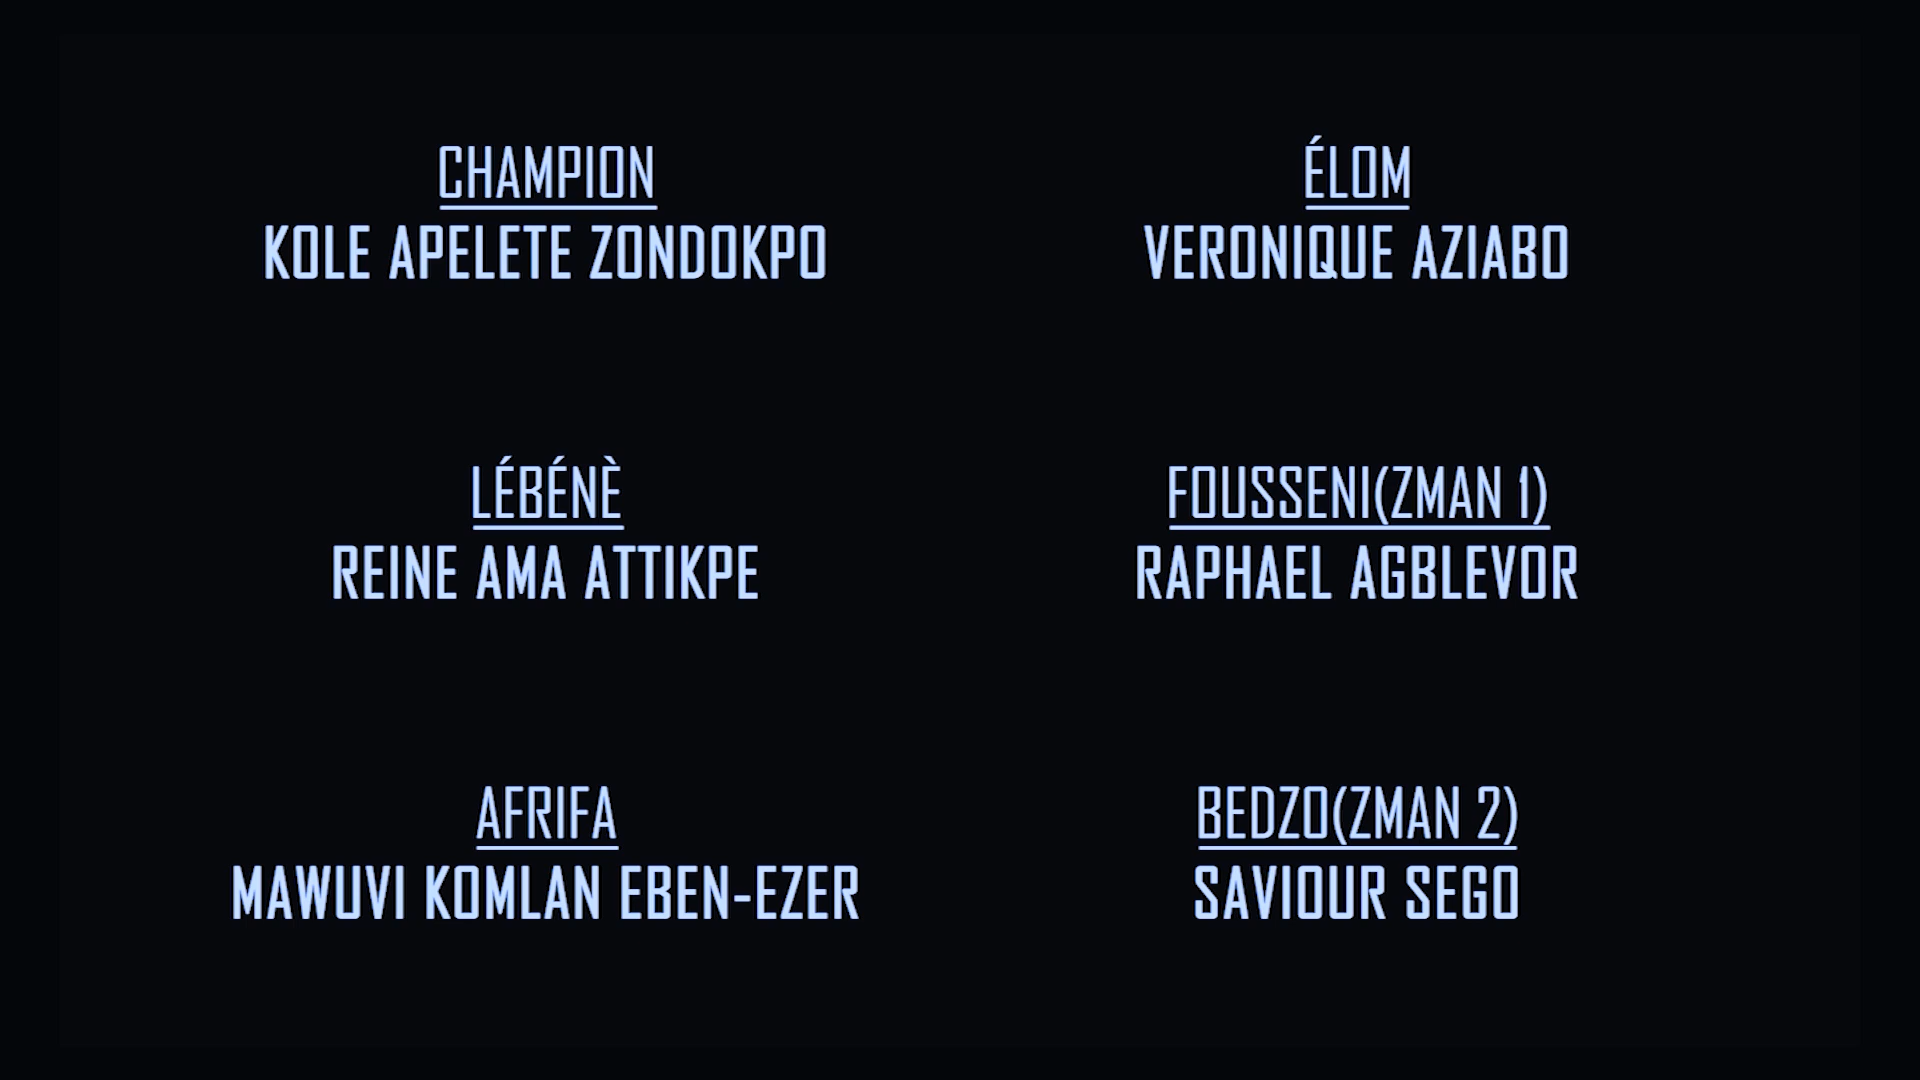 CHAMPION
KOLE APELETE ZONDOKPO
ÉLOM
VERONIQUE AZIABO
LÉBÉNÈ
REINE AMA ATTIKPE
FOUSSENI(ZMAN 1)
RAPHAEL AGBLEVOR
AFRIFA
MAWUVI KOMLAN EBEN-EZER
BEDZO(ZMAN 2)
SAVIOUR SEGO